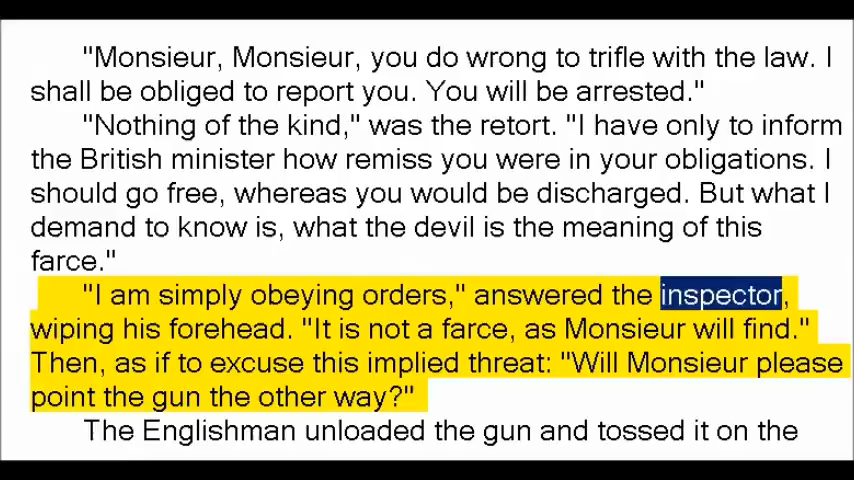 "Monsieur, Monsieur, you do wrong to trifle with the law. I
shall be obliged to report you. You will be arrested."
"Nothing of the kind," was the retort. "I have only to inform
the British minister how remiss you were in your obligations. I
should go free, whereas you would be discharged. But what I
demand to know is, what the devil is the meaning of this
farce."
"I am simply obeying orders," answered the inspector,
wiping his forehead. "It is not a farce, as Monsieur will find."
Then, as if to excuse this implied threat: "Will Monsieur please
point the gun the other way?"
The Englishman unloaded the gun and tossed it on the